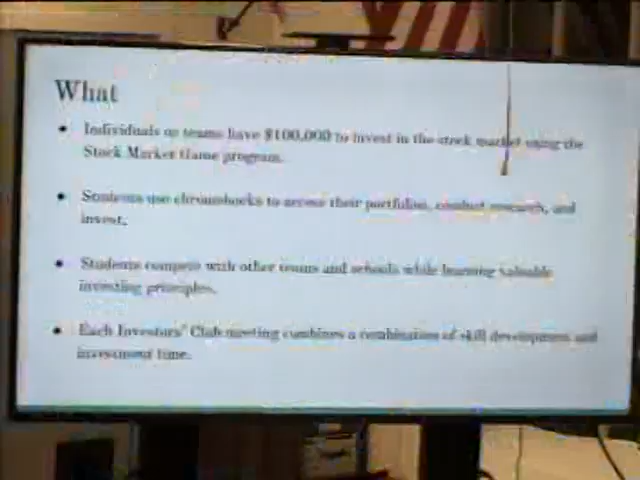 What
• Individuals or teams have $100,000 to invest in the stock market using the
Stock Market Game program.
• Students use chromebooks to access their portfolios, conduct research, and
invest.
• Students compete with other teams and schools while learning valuable
investing principles.
• Each Investors' Club meeting combines a combination of skill development and
investment time.